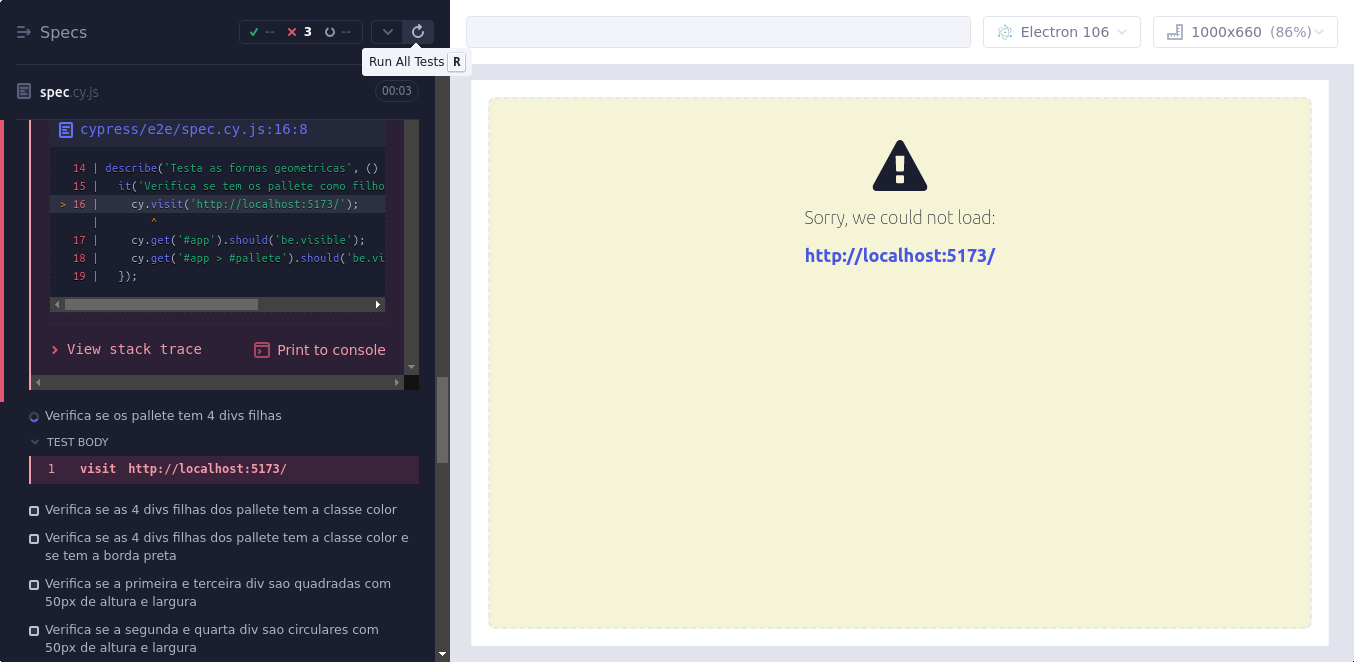 Specs
-- 3 --
Run All Tests R
Electron 106
1000x660 (86%)
spec.cy.js
00:03
cypress/e2e/spec.cy.js:16:8
14 | describe('Testa as formas geometricas', ()
15 | it('Verifica se tem os pallete como filho
> 16 | cy.visit('http://localhost:5173/');
| ^
17 | cy.get('#app').should('be.visible');
18 | cy.get('#app > #pallete').should('be.vi
19 | });
View stack trace
Print to console
Verifica se os pallete tem 4 divs filhas
TEST BODY
1 visit http://localhost:5173/
Verifica se as 4 divs filhas dos pallete tem a classe color
Verifica se as 4 divs filhas dos pallete tem a classe color e
se tem a borda preta
Verifica se a primeira e terceira div sao quadradas com
50px de altura e largura
Verifica se a segunda e quarta div sao circulares com
50px de altura e largura
Sorry, we could not load:
http://localhost:5173/